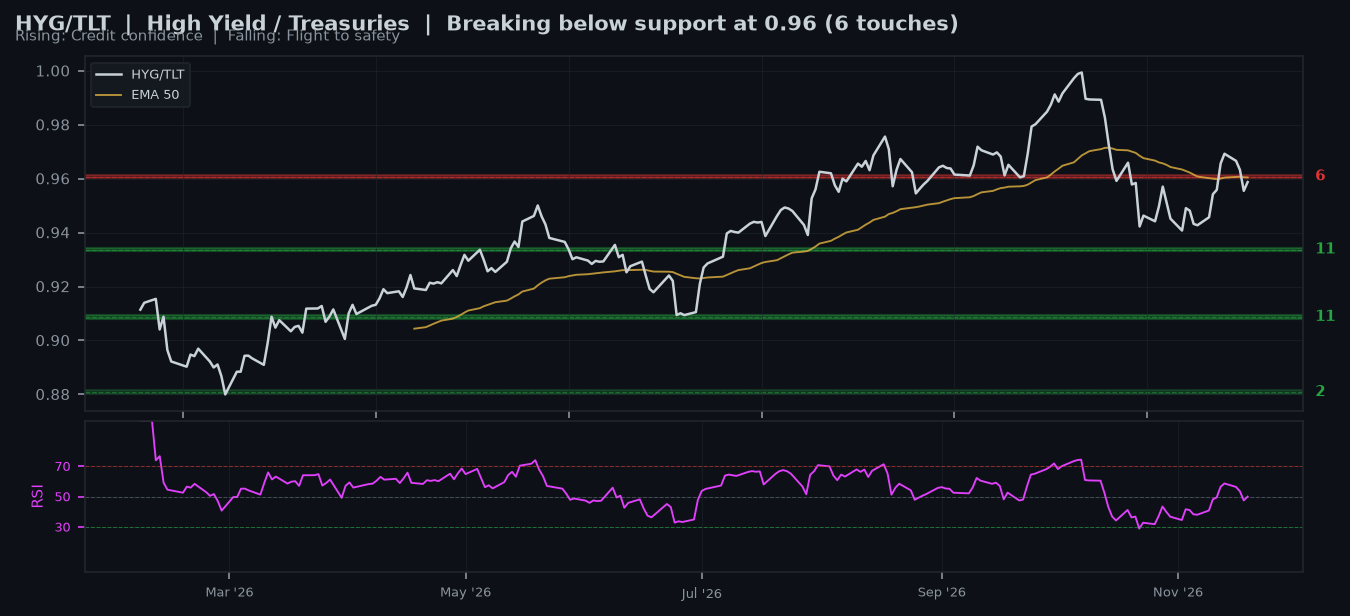 HYG/TLT | High Yield / Treasuries | Breaking below support at 0.96 (6 touches)
Rising: Credit confidence | Falling: Flight to safety
HYG/TLT
EMA 50
1.00
0.98
0.96
0.94
0.92
0.90
0.88
6
11
11
2
RSI
70
50
30
Mar '26
May '26
Jul '26
Sep '26
Nov '26